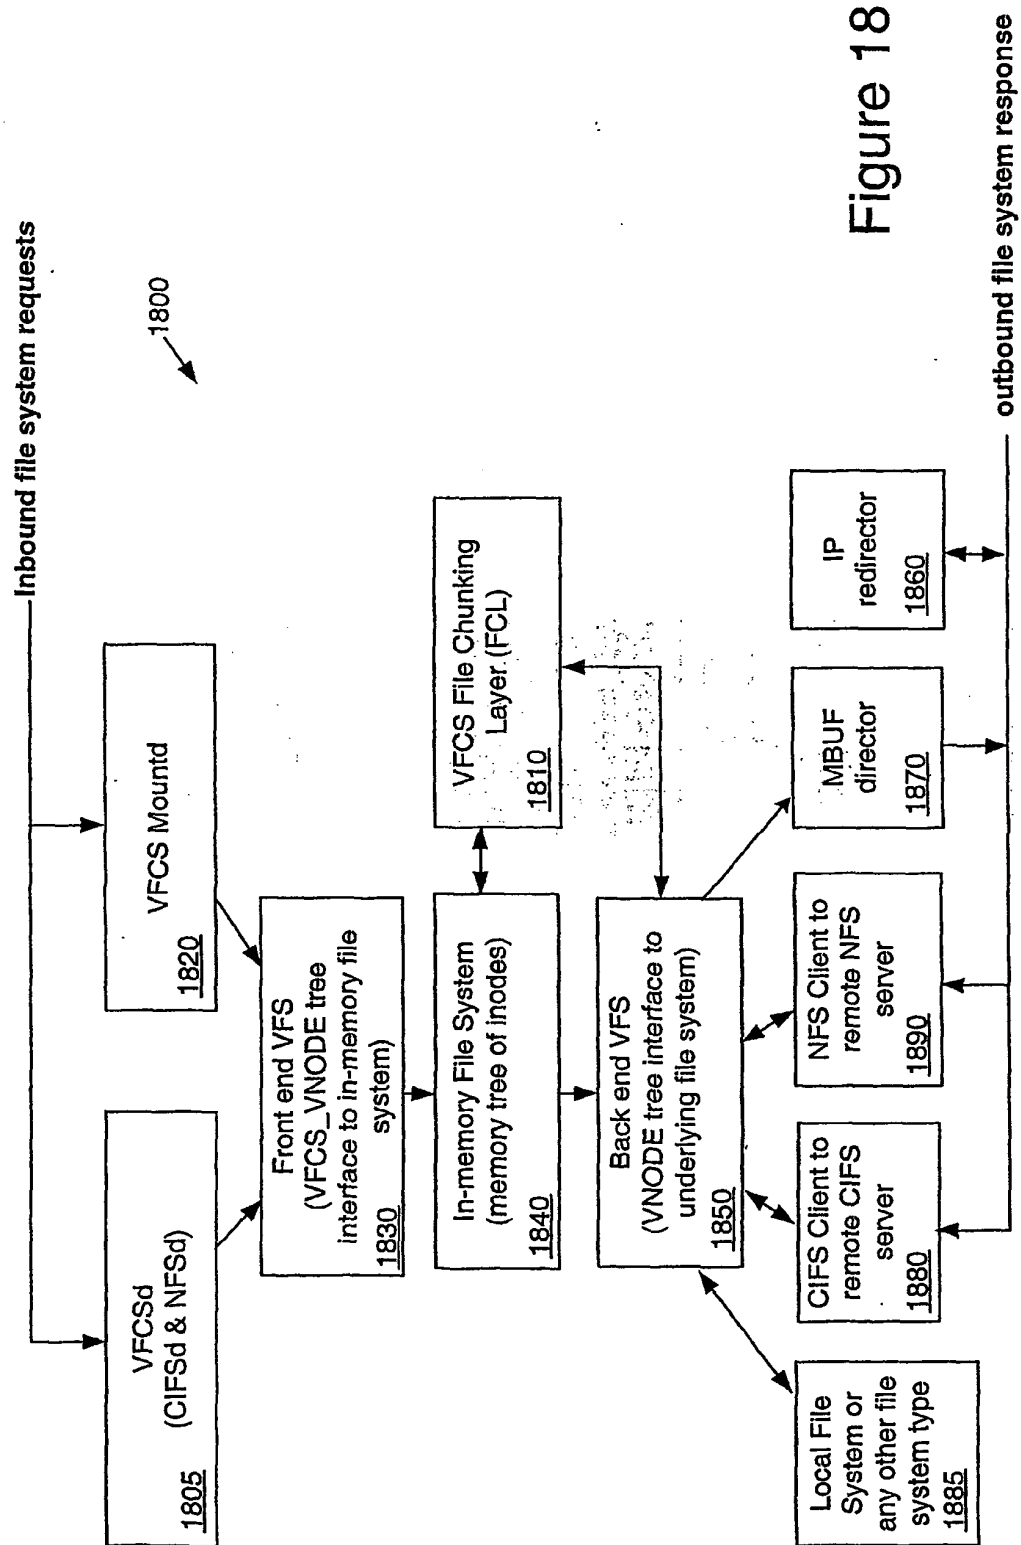 Inbound file system requests
1800
VFCSd
(CIFSd & NFSd)
1805
VFCS Mountd
1820
Front end VFS
(VFCS_VNODE tree
interface to in-memory file
system)
1830
In-memory File System
(memory tree of inodes)
1840
VFCS File Chunking
Layer.(FCL)
1810
Back end VFS
(VNODE tree interface to
underlying file system)
1850
Local File
System or
any other file
system type
1885
CIFS Client to
remote CIFS
server
1880
NFS Client to
remote NFS
server
1890
MBUF
director
1870
IP
redirector
1860
outbound file system response
Figure 18